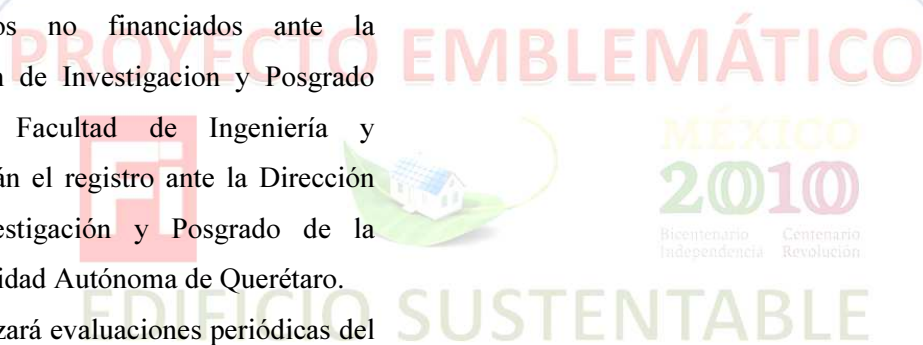 os no financiados ante la
PROYECTO EMBLEMÁTICO
n de Investigacion y Posgrado
Facultad de Ingeniería y
MÉXICO
án el registro ante la Dirección
2010
estigación y Posgrado de la
Bicentenario Centenario
Independencia Revolución
idad Autónoma de Querétaro.
EDIFICIO SUSTENTABLE
zará evaluaciones periódicas del